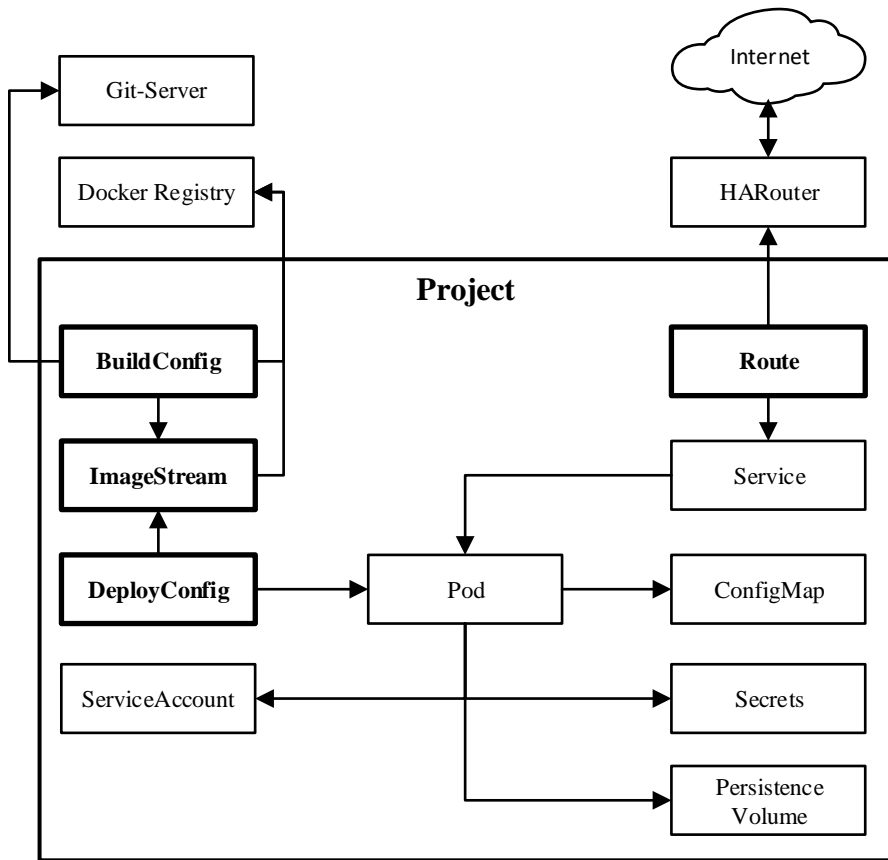 Internet
Git-Server
Docker Registry
HARouter
Project
BuildConfig
Route
ImageStream
Service
DeployConfig
Pod
ConfigMap
ServiceAccount
Secrets
Persistence
Volume